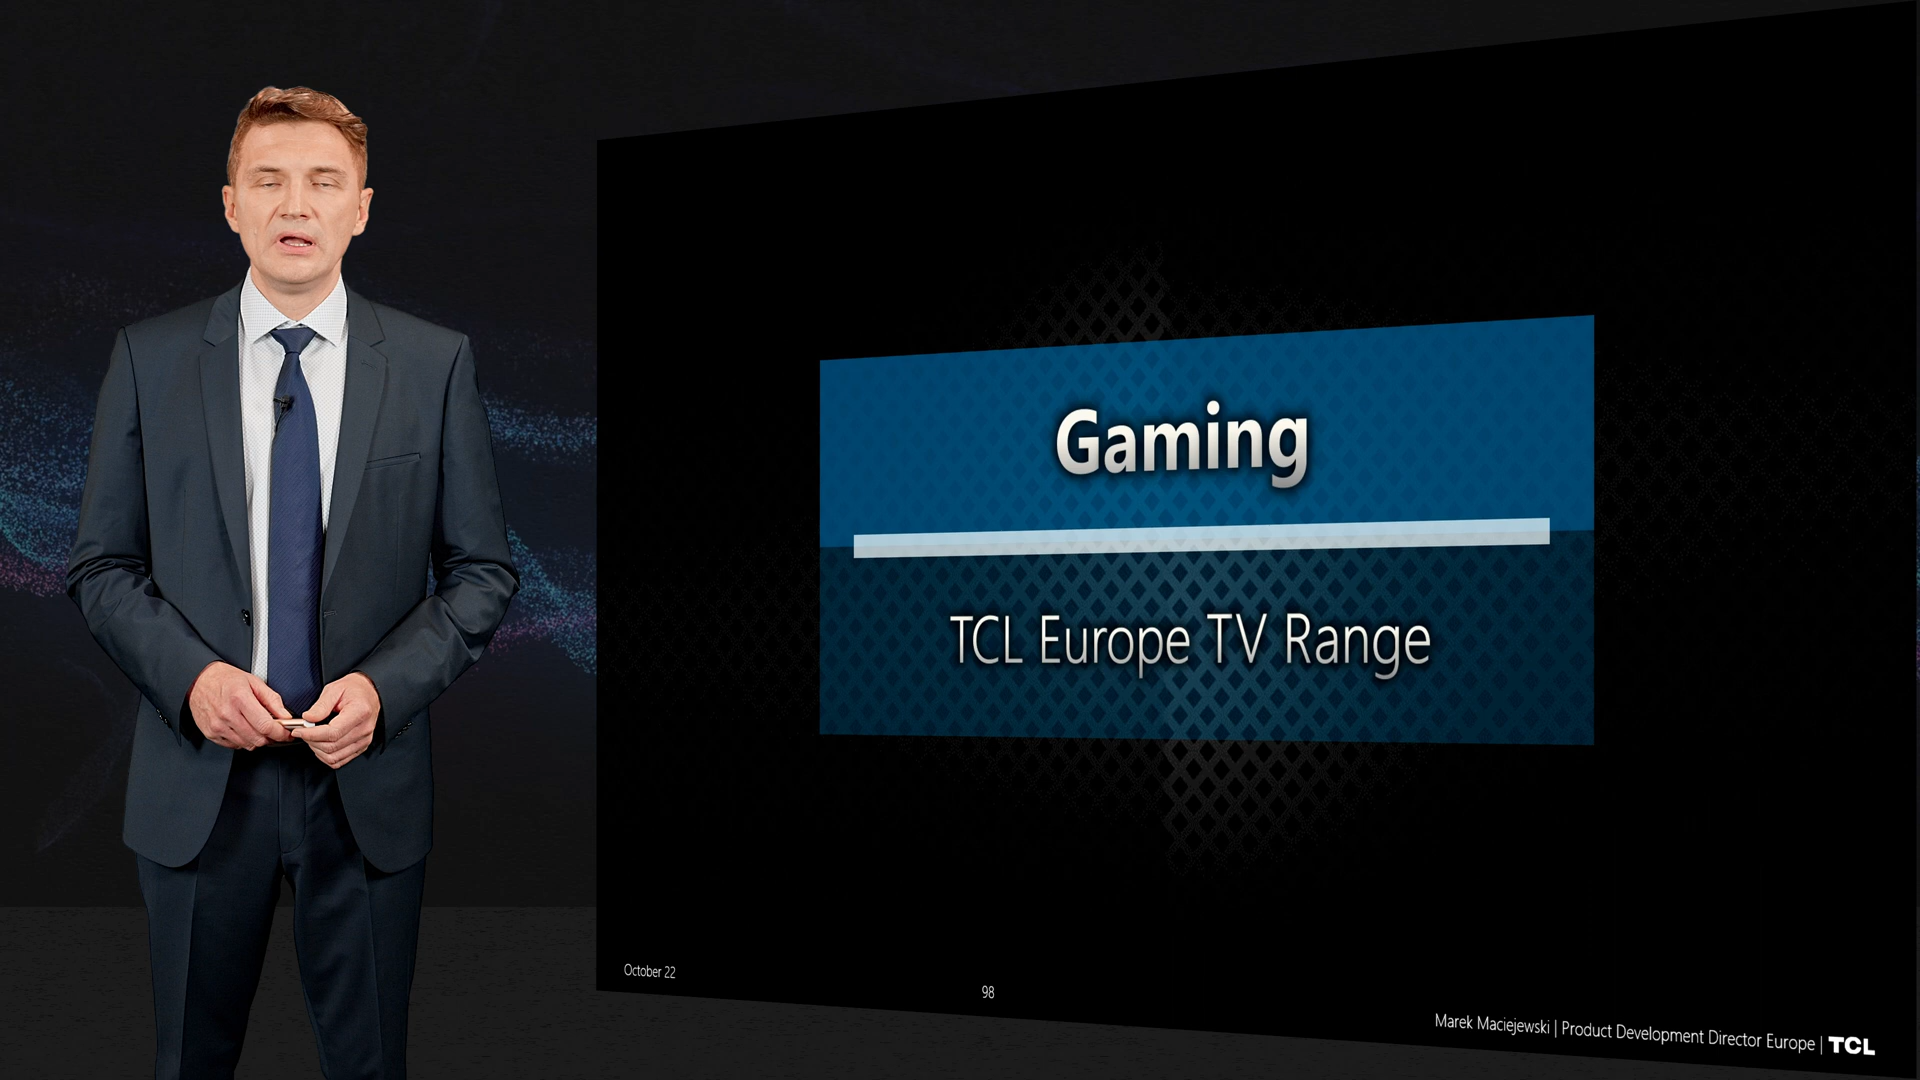 Gaming
TCL Europe TV Range
October 22
98
Marek Maciejewski | Product Development Director Europe | TCL